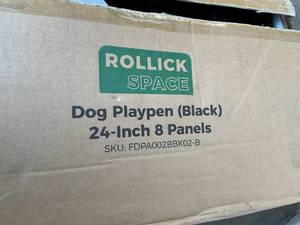 ROLLICK
SPACE
Dog Playpen (Black)
24-Inch 8 Panels
SKU: FDPA002BBK02-B